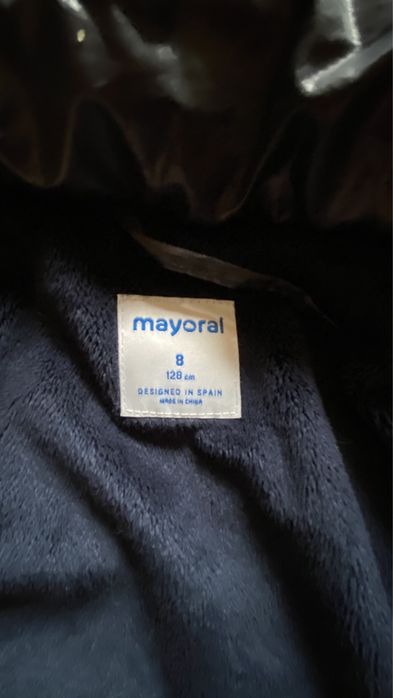 mayoral
8
128 cm
DESIGNED IN SPAIN
MADE IN CHINA